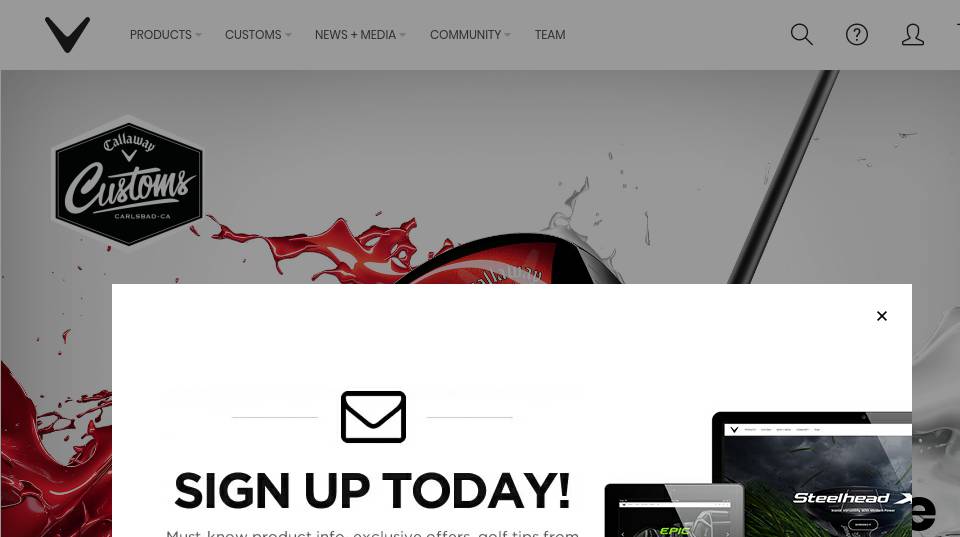 PRODUCTS
CUSTOMS
NEWS + MEDIA
COMMUNITY
TEAM
Callaway
Customs
CARLSBAD-CA
Callaway
SIGN UP TODAY!
Must-know product info, exclusive offers, golf tips from
Steelhead
EPIC
e